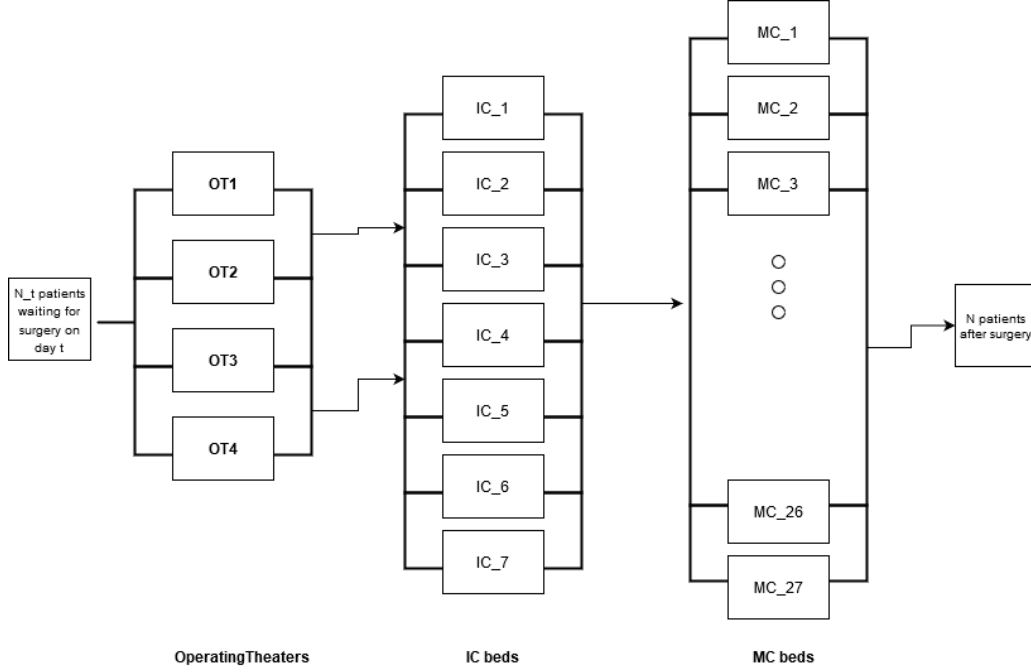 N_t patients
waiting for
surgery on
day t
OT1
OT2
OT3
OT4
IC_1
IC_2
IC_3
IC_4
IC_5
IC_6
IC_7
MC_1
MC_2
MC_3
MC_26
MC_27
N patients
after surgery
OperatingTheaters
IC beds
MC beds